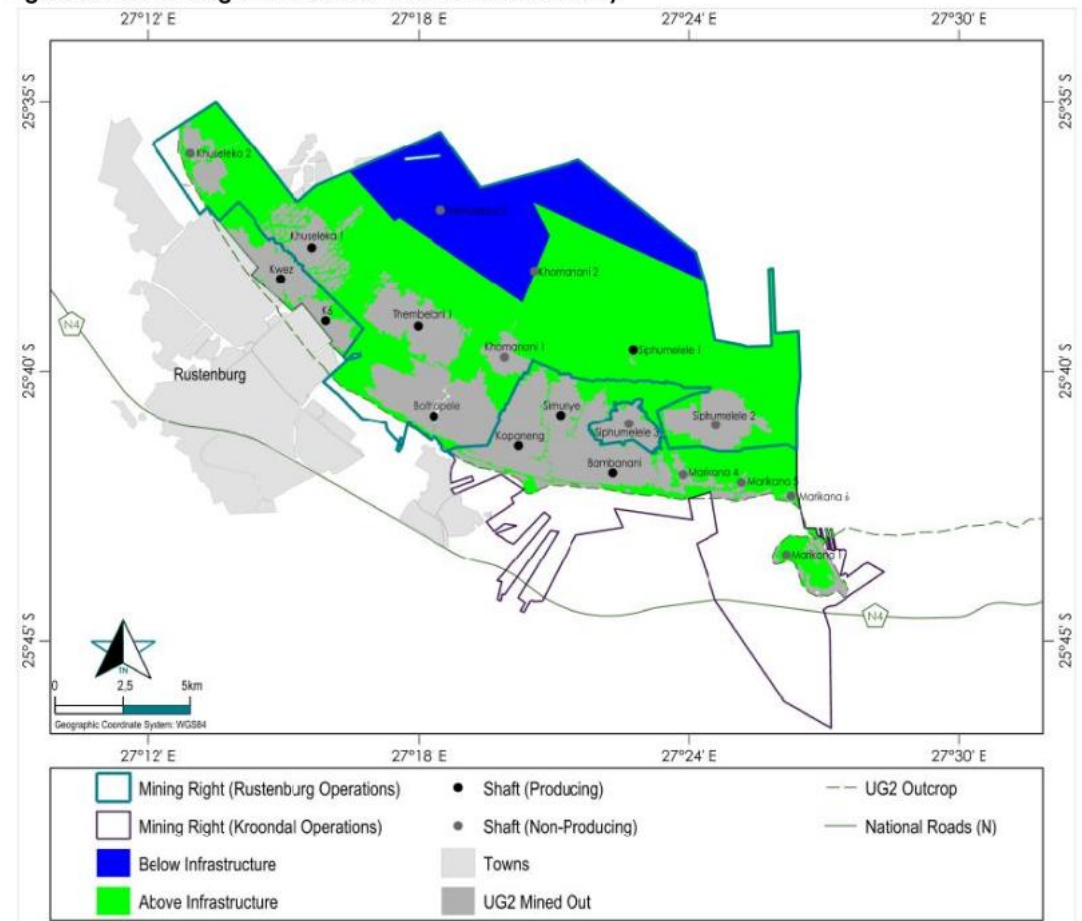 27°12' E
27°18' E
27°24' E
27°30' E
25°35' S
25°35' S
Khuseleka 2
Khomanani 2
Khuseleka 1
Kwez
K6
Thembelani 1
N4
Khomanani 1
Siphumelele 1
25°40' S
25°40' S
Rustenburg
Simunye
Siphumelele 2
Siphumelele 3
Kopaneng
Bambanani
Marikana 4
Marikana 5
Marikana 6
Marikana 1
N4
25°45' S
25°45' S
0 2,5 5km
Geographic Coordinate System: WGS84
27°12' E
27°18' E
27°24' E
27°30' E
Mining Right (Rustenburg Operations)
Shaft (Producing)
UG2 Outcrop
Mining Right (Kroondal Operations)
Shaft (Non-Producing)
National Roads (N)
Below Infrastructure
Towns
Above Infrastructure
UG2 Mined Out